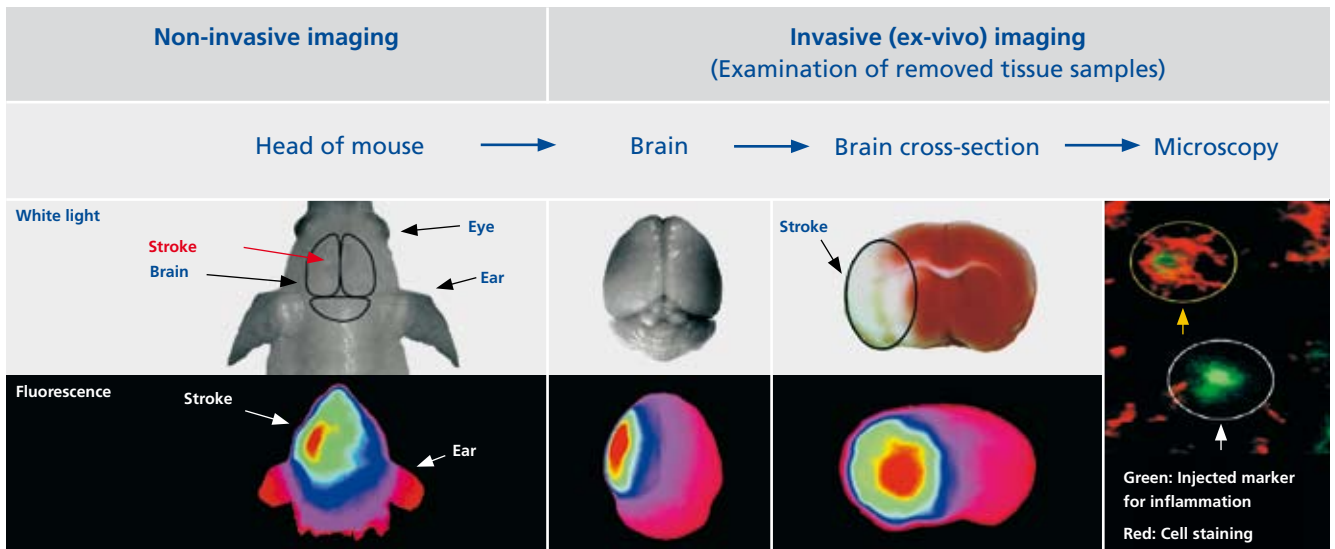 Non-invasive imaging
Invasive (ex-vivo) imaging
(Examination of removed tissue samples)
Head of mouse
Brain
Brain cross-section
Microscopy
White light
Stroke
Brain
Eye
Ear
Stroke
Fluorescence
Stroke
Ear
Green: Injected marker
for inflammation
Red: Cell staining